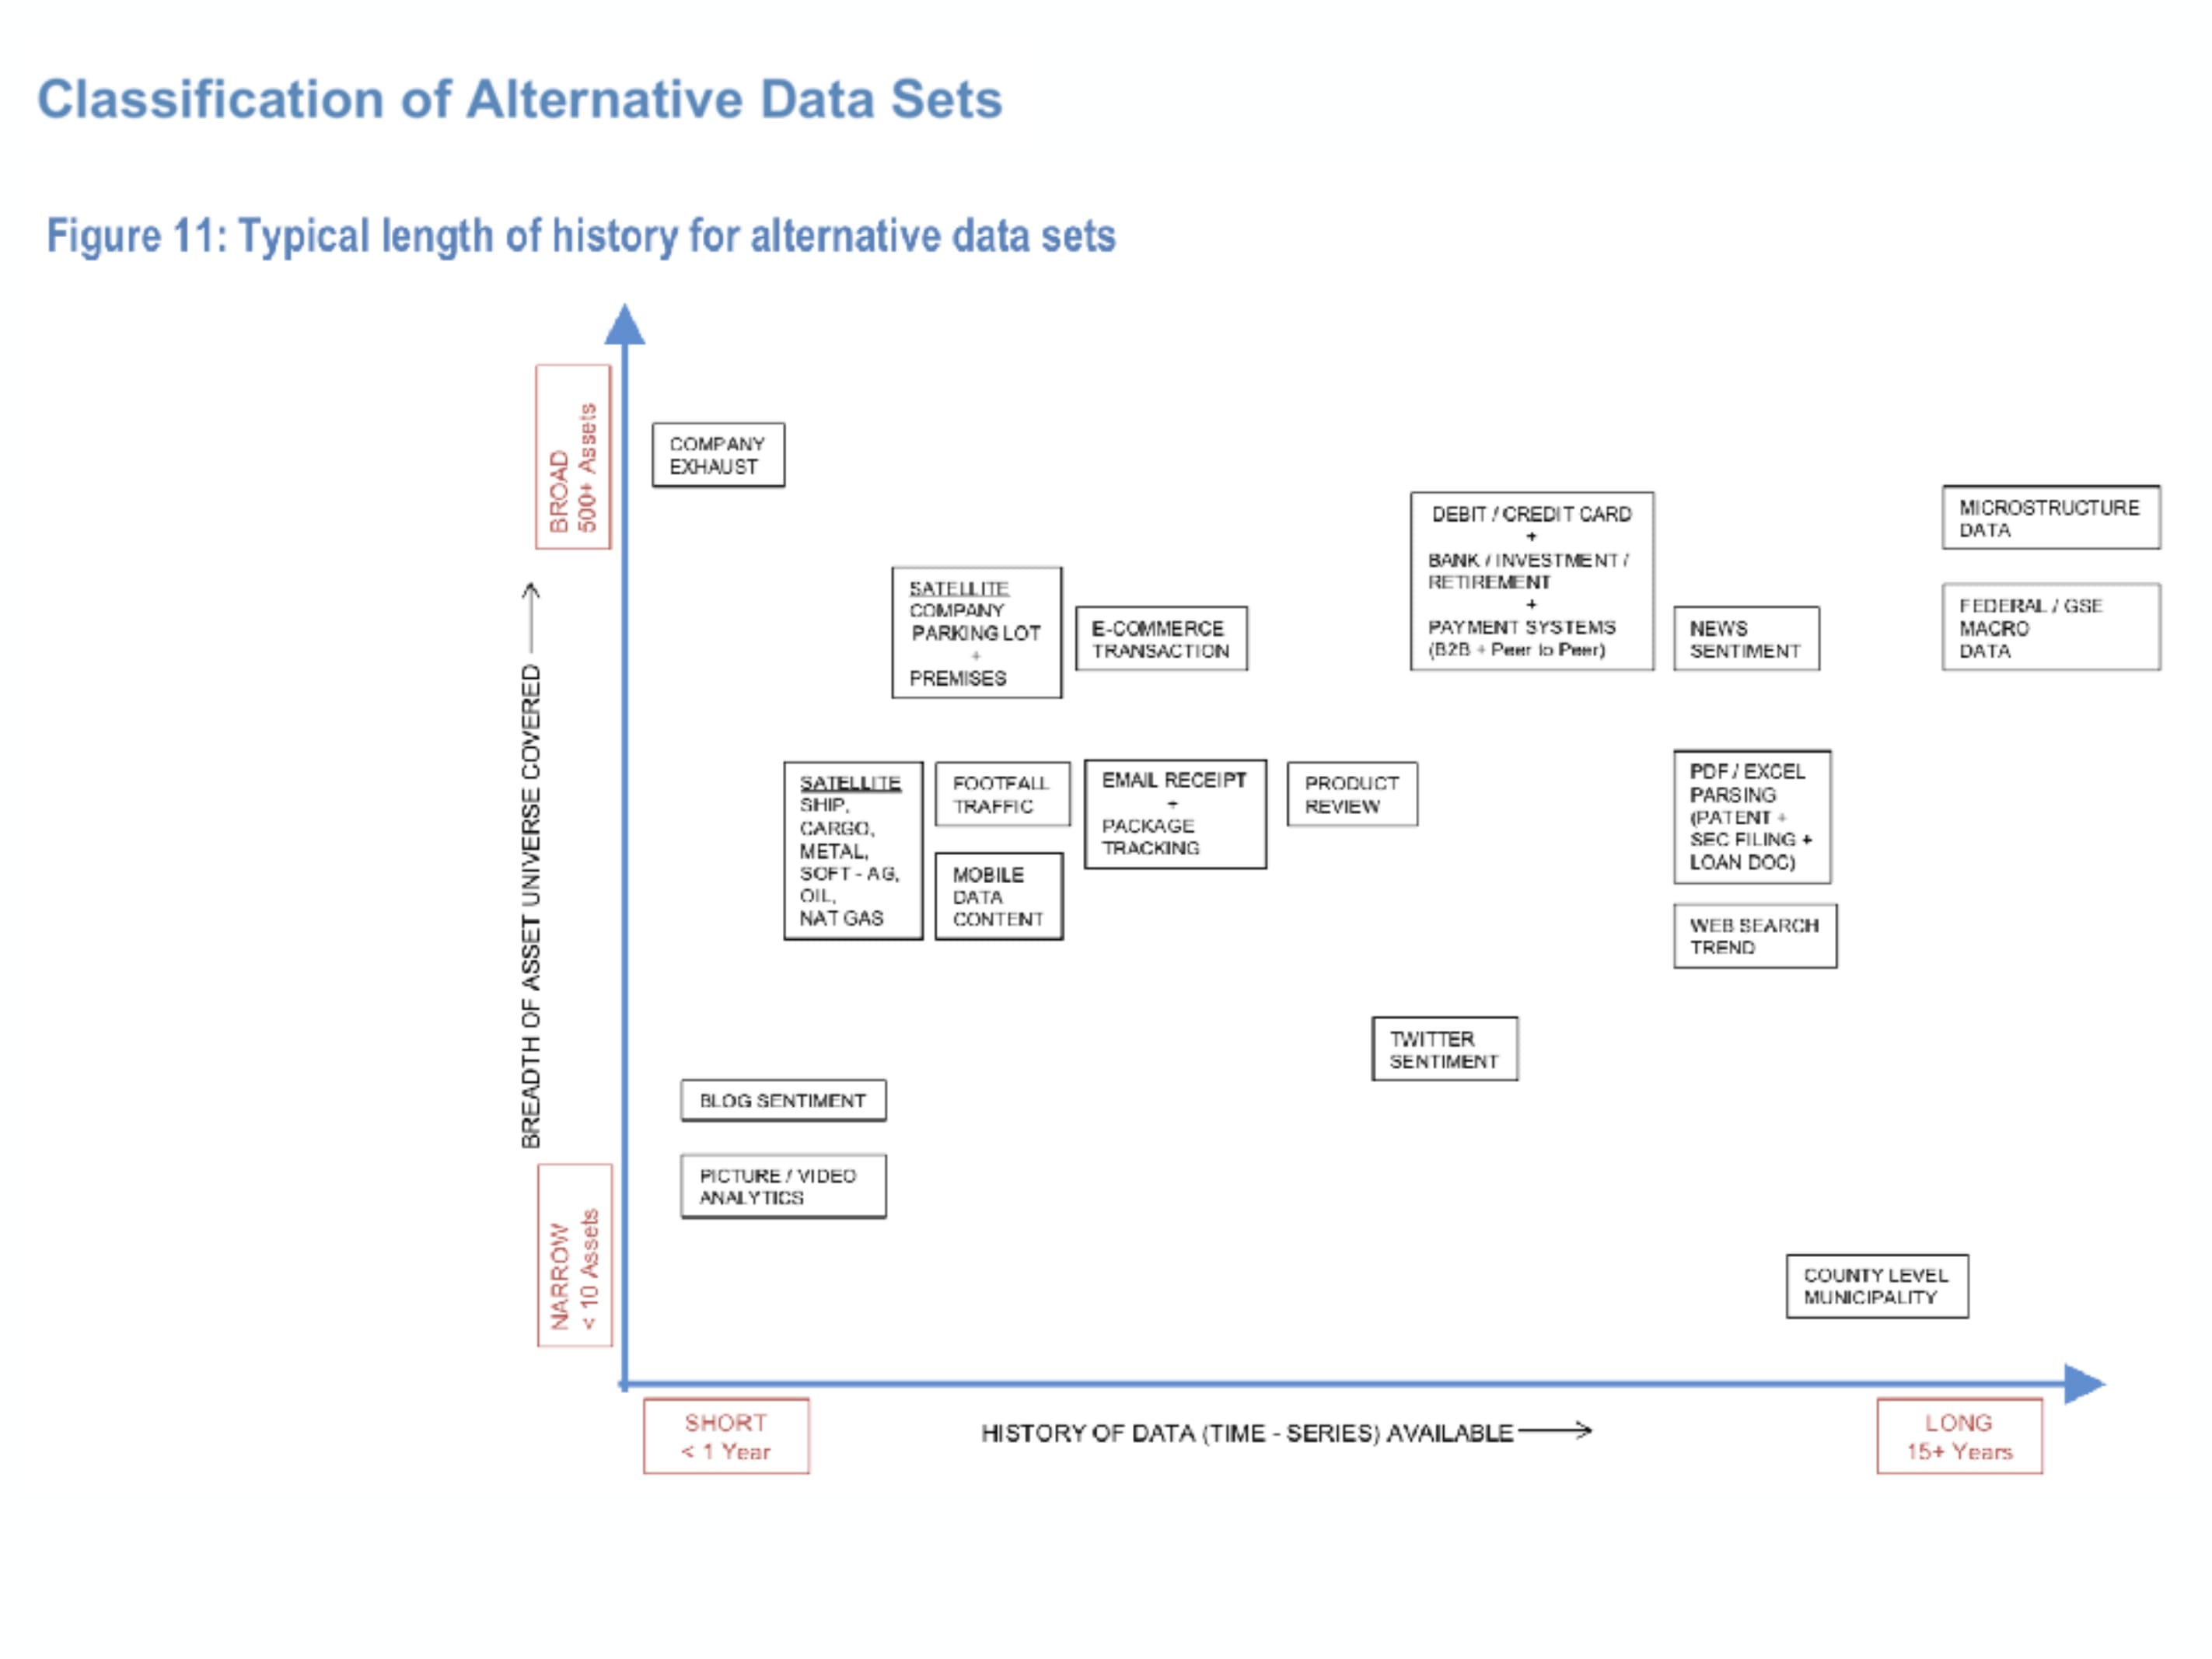 Classification of Alternative Data Sets
Figure 11: Typical length of history for alternative data sets
BROAD
500+ Assets
BREADTH OF ASSET UNIVERSE COVERED
NARROW
< 10 Assets
COMPANY
EXHAUST
SATELLITE
COMPANY
PARKING LOT
+
PREMISES
E-COMMERCE
TRANSACTION
DEBIT / CREDIT CARD
+
BANK / INVESTMENT /
RETIREMENT
+
PAYMENT SYSTEMS
(B2B + Peer to Peer)
NEWS
SENTIMENT
MICROSTRUCTURE
DATA
FEDERAL / GSE
MACRO
DATA
SATELLITE
SHIP,
CARGO,
METAL,
SOFT - AG,
OIL,
NAT GAS
FOOTFALL
TRAFFIC
MOBILE
DATA
CONTENT
EMAIL RECEIPT
+
PACKAGE
TRACKING
PRODUCT
REVIEW
PDF / EXCEL
PARSING
(PATENT +
SEC FILING +
LOAN DOC)
WEB SEARCH
TREND
TWITTER
SENTIMENT
BLOG SENTIMENT
PICTURE / VIDEO
ANALYTICS
COUNTY LEVEL
MUNICIPALITY
SHORT
< 1 Year
HISTORY OF DATA (TIME - SERIES) AVAILABLE
LONG
15+ Years